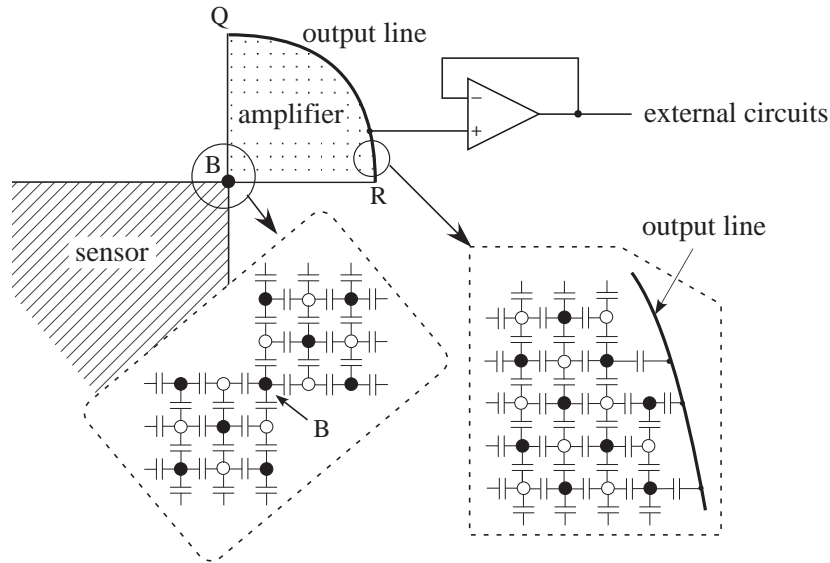 Q
output line
amplifier
−
+
external circuits
B
R
sensor
output line
B